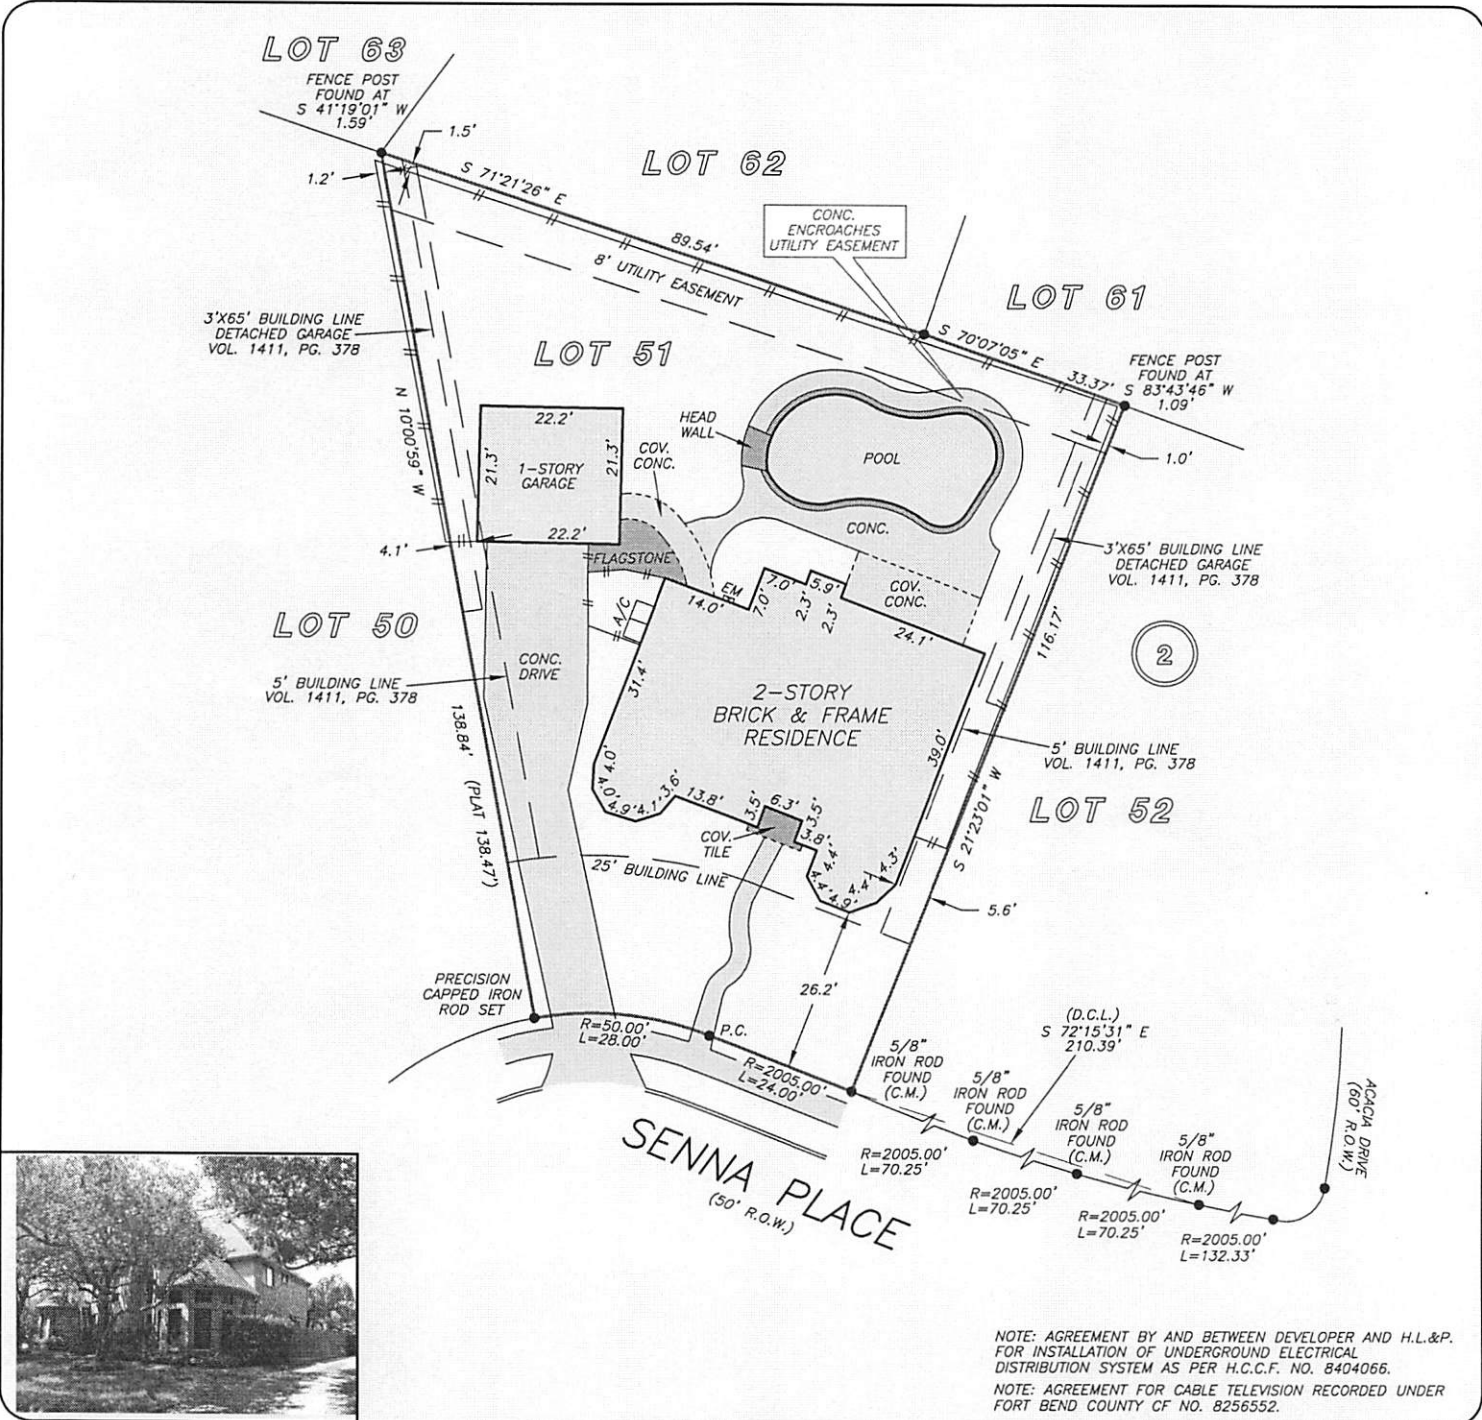 LOT 63
FENCE POST
FOUND AT
S 41°19'01" W
1.59'
1.5'
1.2'
S 71°21'26" E
89.54'
LOT 62
8' UTILITY EASEMENT
CONC.
ENCROACHES
UTILITY EASEMENT
LOT 61
S 70°07'05" E
33.37'
FENCE POST
FOUND AT
S 83°43'46" W
1.09'
1.0'
3'X65' BUILDING LINE
DETACHED GARAGE
VOL. 1411, PG. 378
LOT 51
N 10°00'59" W
22.2'
21.3'
1-STORY
GARAGE
21.3'
22.2'
COV.
CONC.
HEAD
WALL
POOL
CONC.
4.1'
FLAGSTONE
3'X65' BUILDING LINE
DETACHED GARAGE
VOL. 1411, PG. 378
LOT 50
A/C
14.0'
EM
7.0'
7.0'
2.3'
5.9'
2.3'
COV.
CONC.
24.1'
116.17'
2
CONC.
DRIVE
5' BUILDING LINE
VOL. 1411, PG. 378
31.4'
2-STORY
BRICK & FRAME
RESIDENCE
39.0'
5' BUILDING LINE
VOL. 1411, PG. 378
138.84' (PLAT 138.47')
4.0'
4.0'
4.9'
4.1'
3.6'
13.8'
3.5'
6.3'
3.5'
3.8'
4.4'
4.4'
4.9'
4.4'
4.3'
COV.
TILE
S 21°23'01" W
LOT 52
25' BUILDING LINE
5.6'
26.2'
PRECISION
CAPPED IRON
ROD SET
R=50.00'
L=28.00'
P.C.
R=2005.00'
L=24.00'
5/8"
IRON ROD
FOUND
(C.M.)
(D.C.L.)
S 72°15'31" E
210.39'
5/8"
IRON ROD
FOUND
(C.M.)
5/8"
IRON ROD
FOUND
(C.M.)
5/8"
IRON ROD
FOUND
(C.M.)
ACACIA DRIVE
(60' R.O.W.)
SENNA PLACE
(50' R.O.W.)
R=2005.00'
L=70.25'
R=2005.00'
L=70.25'
R=2005.00'
L=70.25'
R=2005.00'
L=132.33'
NOTE: AGREEMENT BY AND BETWEEN DEVELOPER AND H.L.&P.
FOR INSTALLATION OF UNDERGROUND ELECTRICAL
DISTRIBUTION SYSTEM AS PER H.C.C.F. NO. 8404066.
NOTE: AGREEMENT FOR CABLE TELEVISION RECORDED UNDER
FORT BEND COUNTY CF NO. 8256552.